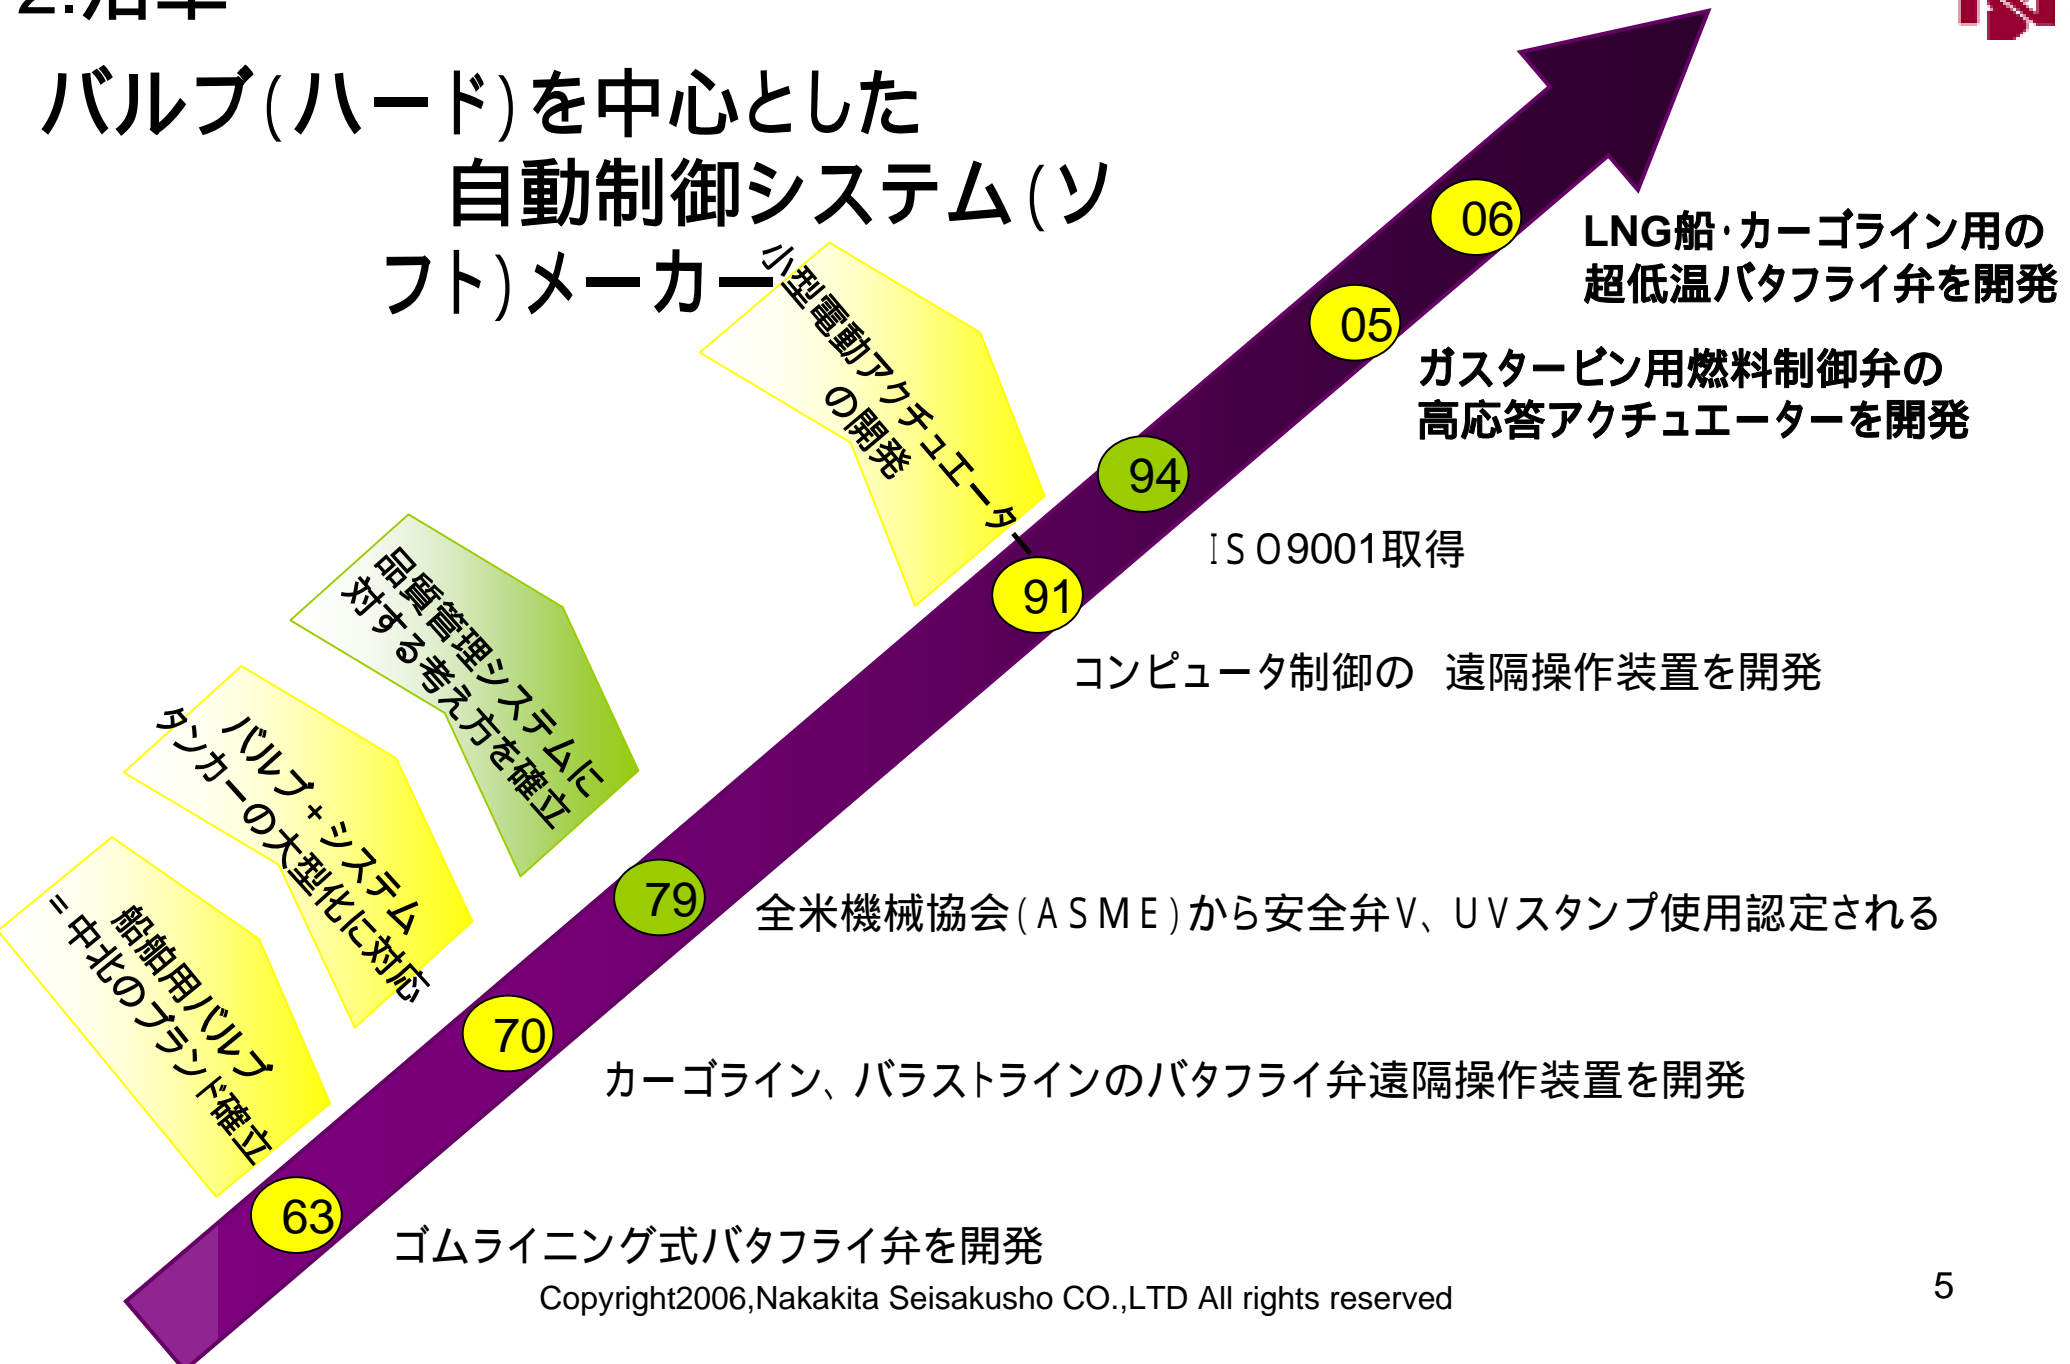 2.沿革
バルブ(ハード)を中心とした
自動制御システム(ソ
フト)メーカー
小型電動アクチュエータ
の開発
06
LNG船・カーゴライン用の
超低温バタフライ弁を開発
05
ガスタービン用燃料制御弁の
高応答アクチュエーターを開発
94
ISO9001取得
91
コンピュータ制御の 遠隔操作装置を開発
品質管理システムに
対する考え方を確立
79
全米機械協会(ASME)から安全弁V、UVスタンプ使用認定される
バルブ+システム
タンカーの大型化に対応
70
カーゴライン、バラストラインのバタフライ弁遠隔操作装置を開発
船舶用バルブ
=中北のブランド確立
63
ゴムライニング式バタフライ弁を開発
Copyright2006,Nakakita Seisakusho CO.,LTD All rights reserved
5